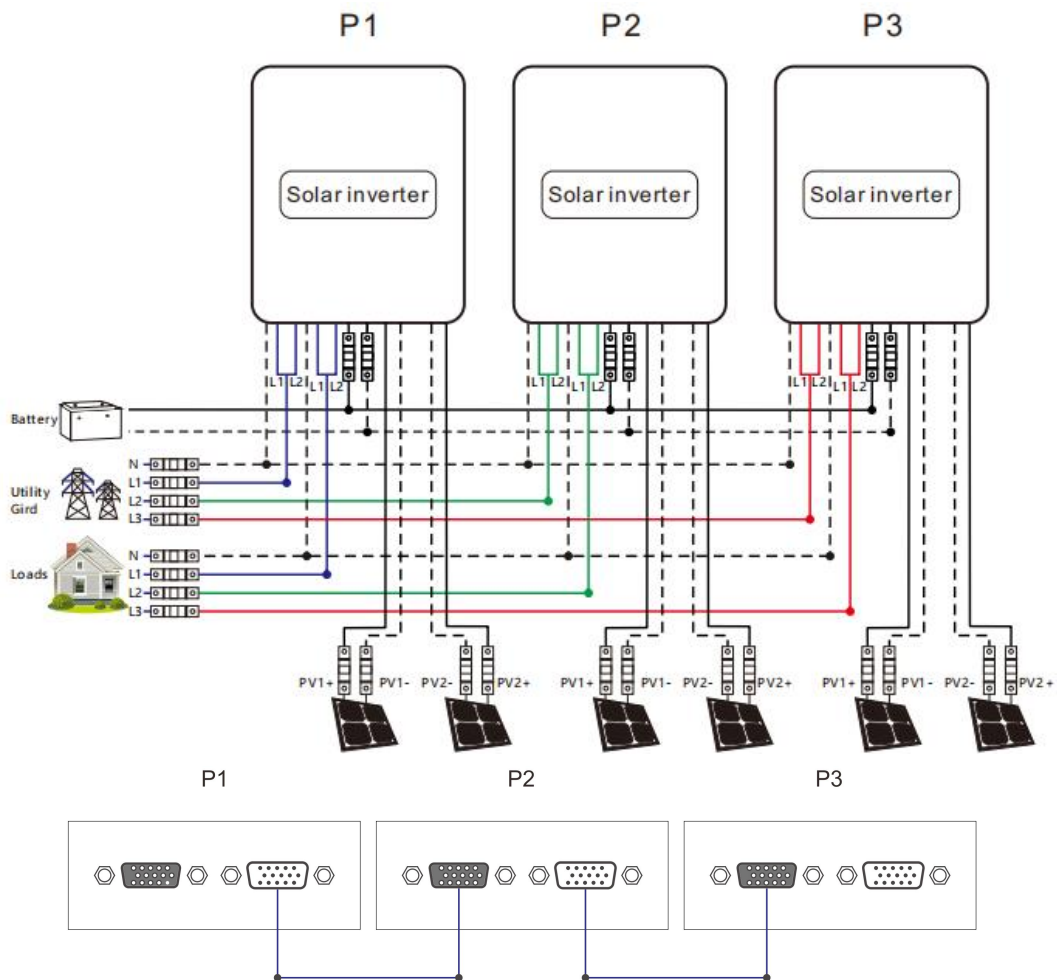 P1 P2 P3
Solar inverter Solar inverter Solar inverter
L1 L2 L1 L2 L1 L2 L1 L2 L1 L2 L1 L2
Battery
N
L1
Utility
L2
Gird
L3
N
L1
Loads
L2
L3
PV1+ PV1- PV2- PV2+ PV1+ PV1- PV2- PV2+ PV1+ PV1- PV2- PV2+
P1 P2 P3